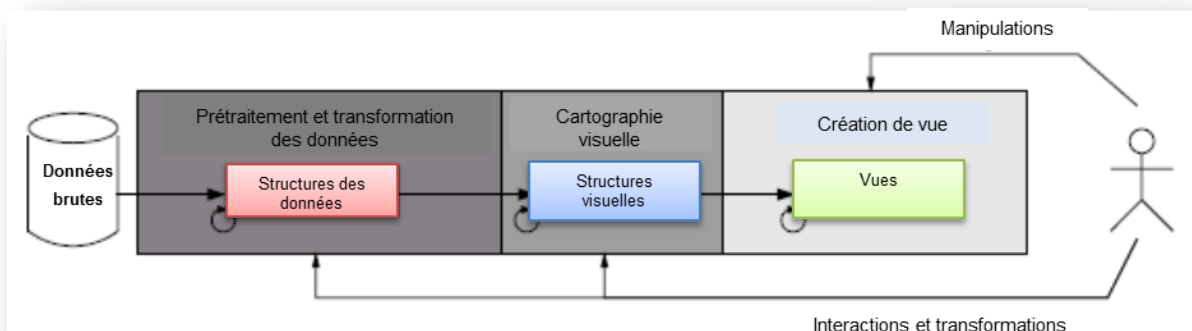 Manipulations
Prétraitement et transformation
des données
Cartographie
visuelle
Création de vue
Données
brutes
Structures des
données
Structures
visuelles
Vues
Interactions et transformations